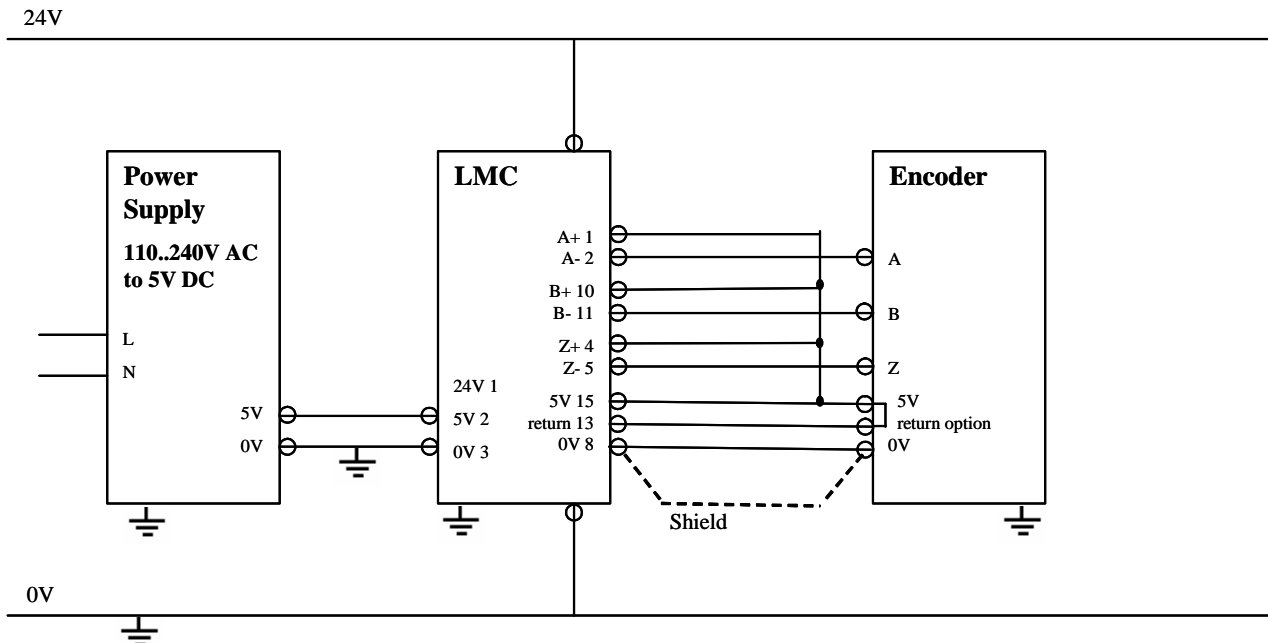 24V
Power
Supply
110..240V AC
to 5V DC
L
N
5V
0V
LMC
A+ 1
A- 2
B+ 10
B- 11
Z+ 4
Z- 5
24V 1
5V 2
0V 3
5V 15
return 13
0V 8
Encoder
A
B
Z
5V
return option
0V
Shield
0V